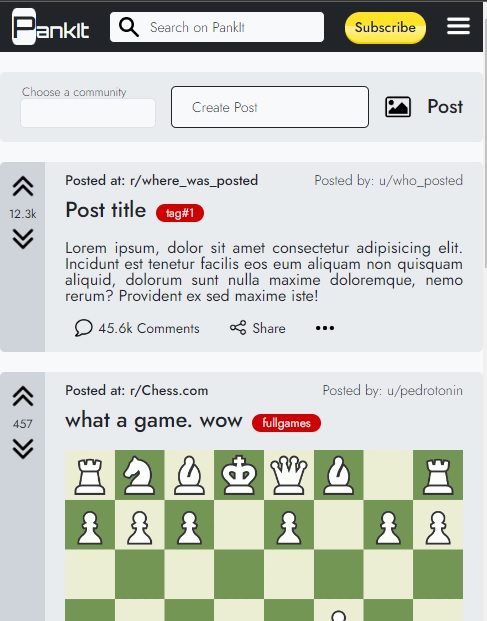 PankIt
Search on PankIt
Subscribe
Choose a community
Create Post
Post
Posted at: r/where_was_posted
Posted by: u/who_posted
12.3k
Post title
tag#1
Lorem ipsum, dolor sit amet consectetur adipisicing elit.
Incidunt est tenetur facilis eos eum aliquam non quisquam
aliquid, dolorum sunt nulla maxime doloremque, nemo
rerum? Provident ex sed maxime iste!
45.6k Comments
Share
Posted at: r/Chess.com
Posted by: u/pedrotonin
457
what a game. wow
fullgames